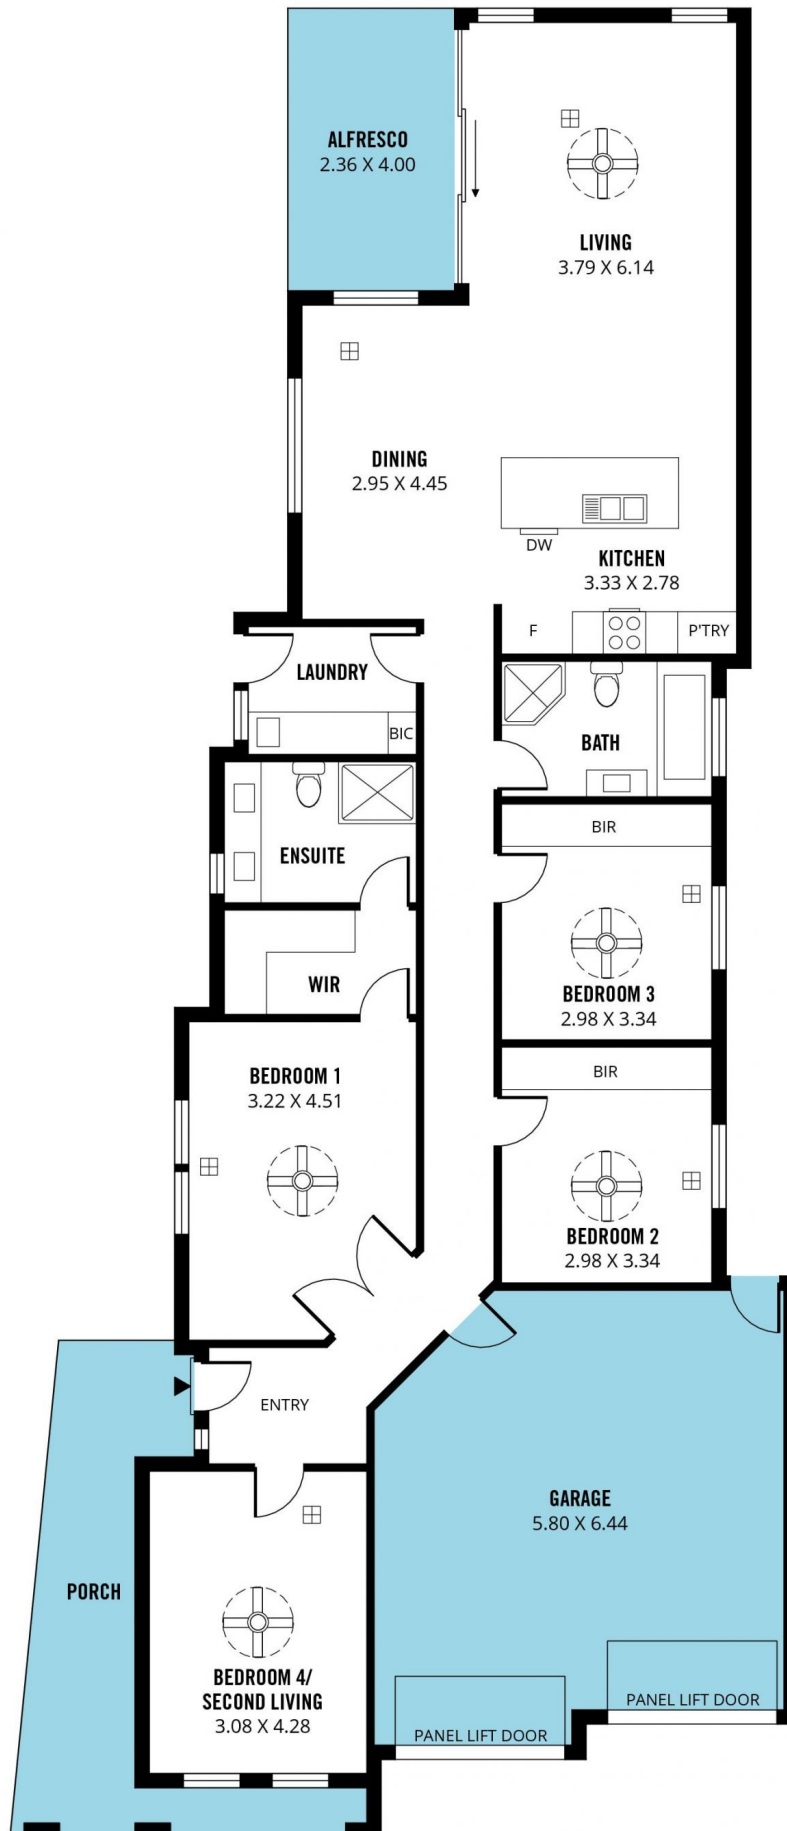 ALFRESCO
2.36 X 4.00
LIVING
3.79 X 6.14
DINING
2.95 X 4.45
DW
KITCHEN
3.33 X 2.78
F
P'TRY
LAUNDRY
BIC
BATH
ENSUITE
BIR
WIR
BEDROOM 3
2.98 X 3.34
BEDROOM 1
3.22 X 4.51
BIR
BEDROOM 2
2.98 X 3.34
ENTRY
GARAGE
5.80 X 6.44
PORCH
BEDROOM 4/
SECOND LIVING
3.08 X 4.28
PANEL LIFT DOOR
PANEL LIFT DOOR